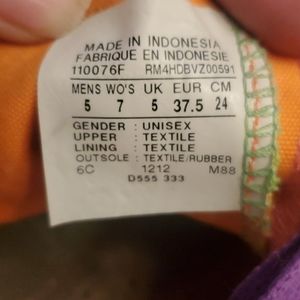 MADE IN INDONESIA
FABRIQUE EN INDONESIE
110076F RM4HDBVZ00591
MENS WO'S UK EUR CM
5 7 5 37.5 24
GENDER : UNISEX
UPPER : TEXTILE
LINING : TEXTILE
OUTSOLE : TEXTILE/RUBBER
6C 1212 M88
D555 333